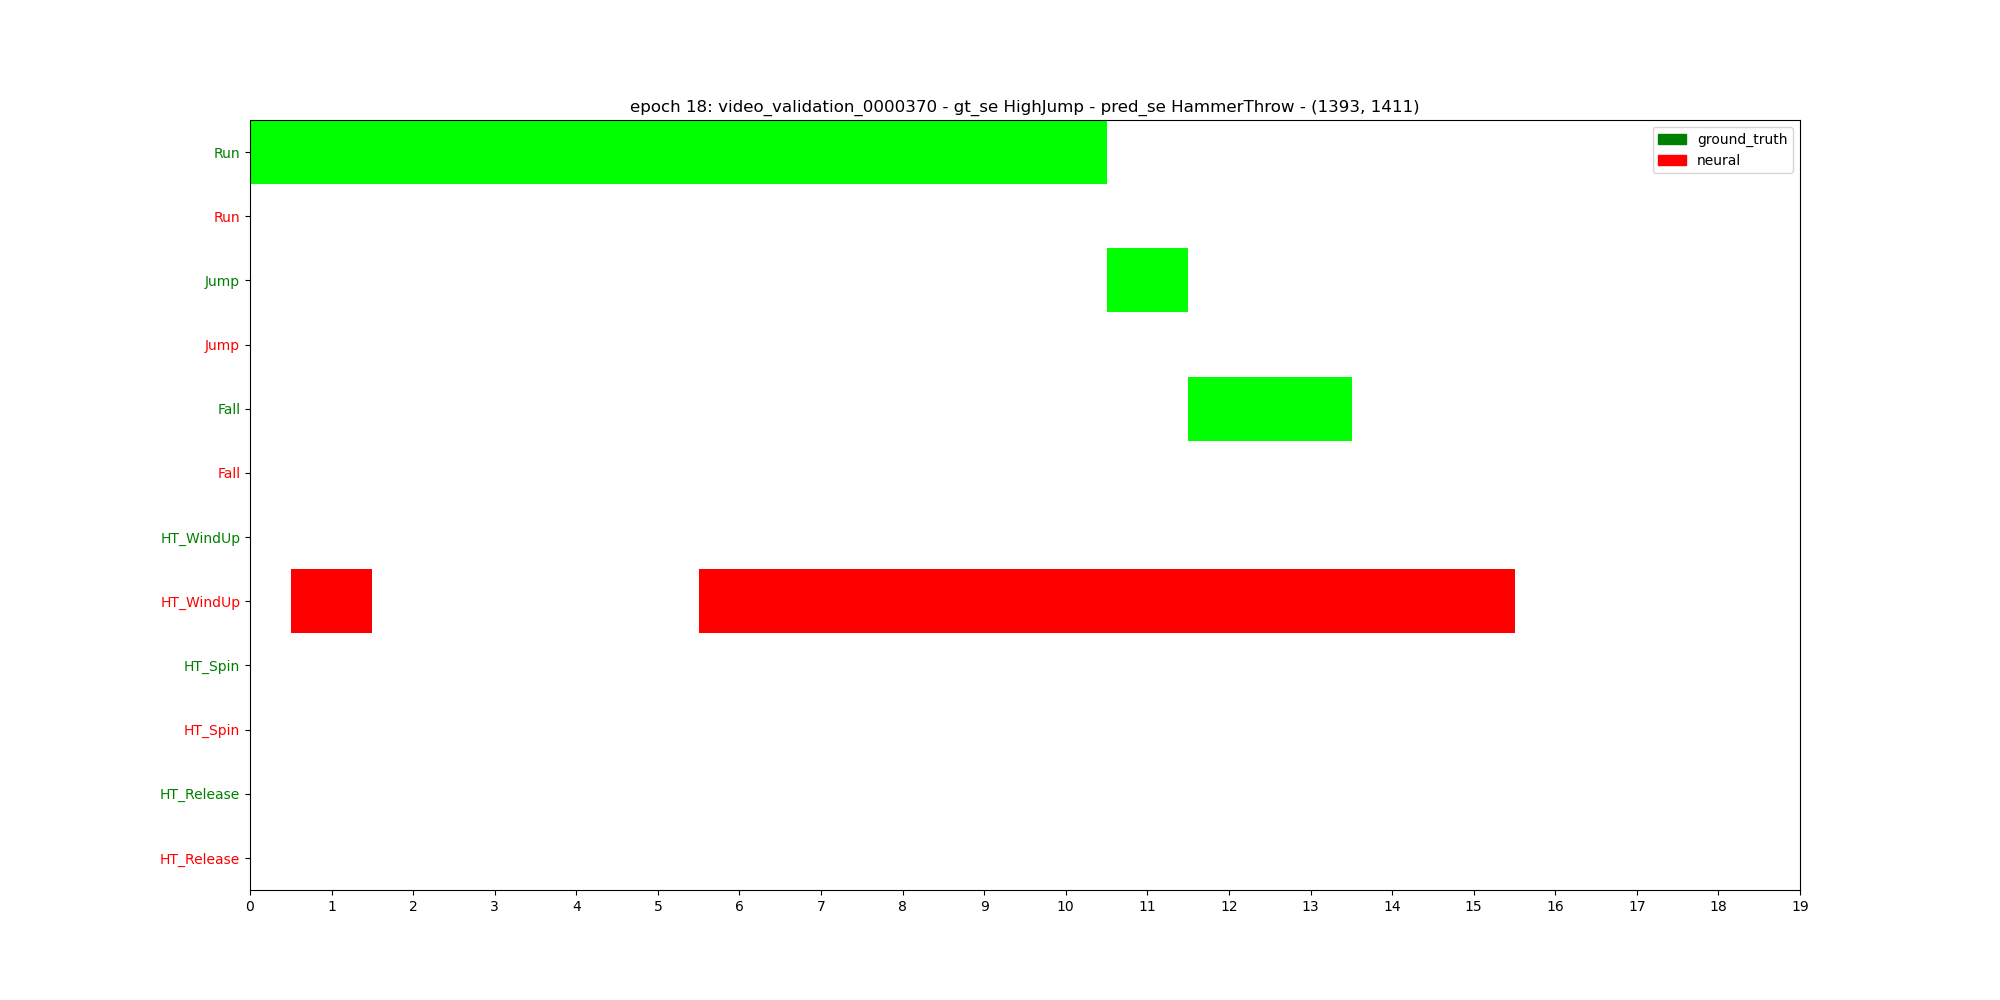 epoch 18: video_validation_0000370 - gt_se HighJump - pred_se HammerThrow - (1393, 1411)
ground_truth
neural
Run
Run
Jump
Jump
Fall
Fall
HT_WindUp
HT_WindUp
HT_Spin
HT_Spin
HT_Release
HT_Release
0 1 2 3 4 5 6 7 8 9 10 11 12 13 14 15 16 17 18 19